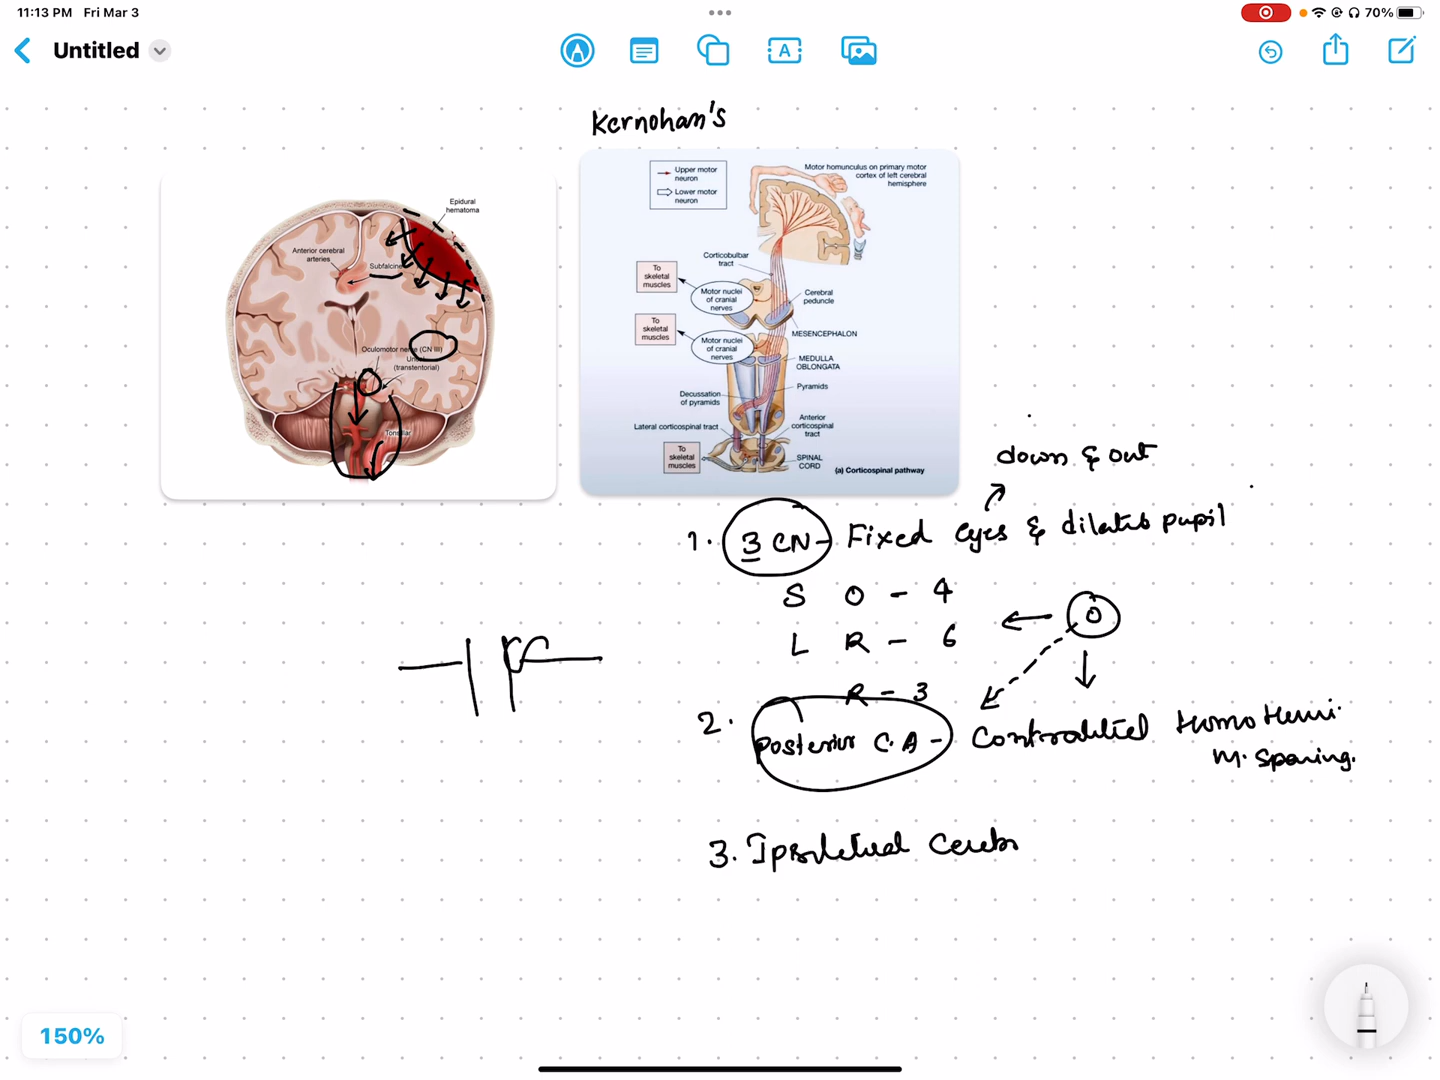 11:13 PM Fri Mar 3
70%
Untitled
A
Kernohan's
Epidural
hematoma
Anterior cerebral
arteries
Subfalcine
Oculomotor nerve (CN III)
(transtentorial)
Upper motor
neuron
Lower motor
neuron
Motor homunculus on primary motor
cortex of left cerebral
hemisphere
Corticobulbar
tract
To
skeletal
muscles
Motor nuclei
of cranial
nerves
Cerebral
peduncle
MESENCEPHALON
To
skeletal
muscles
Motor nuclei
of cranial
nerves
MEDULLA
OBLONGATA
Pyramids
Decussation
of pyramids
Lateral corticospinal tract
Anterior
corticospinal
tract
To
skeletal
muscles
SPINAL
CORD
(a) Corticospinal pathway
down & out
1. 3 CN - Fixed eyes & dilated pupil
S O - 4
L R - 6
R - 3
2. Posterior C.A - Homo Hemi.
M. Sparing.
3.
150%